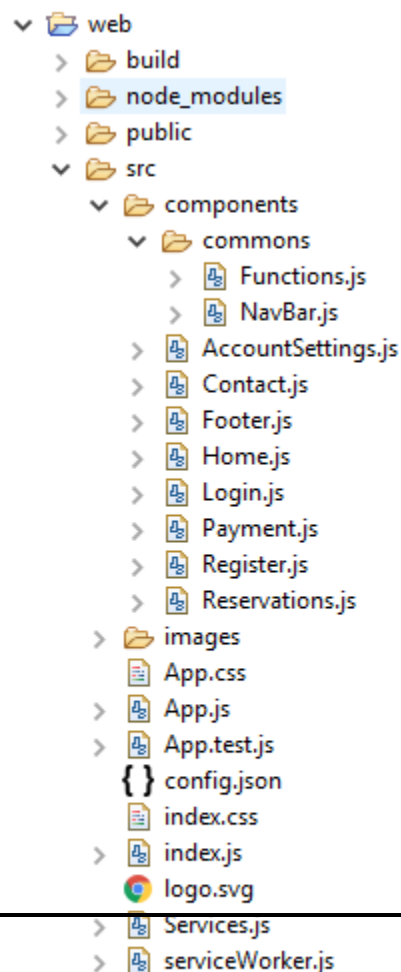 web
build
node_modules
public
src
components
commons
Functions.js
NavBar.js
AccountSettings.js
Contact.js
Footer.js
Home.js
Login.js
Payment.js
Register.js
Reservations.js
images
App.css
App.js
App.test.js
{ } config.json
index.css
index.js
logo.svg
Services.js
serviceWorker.js